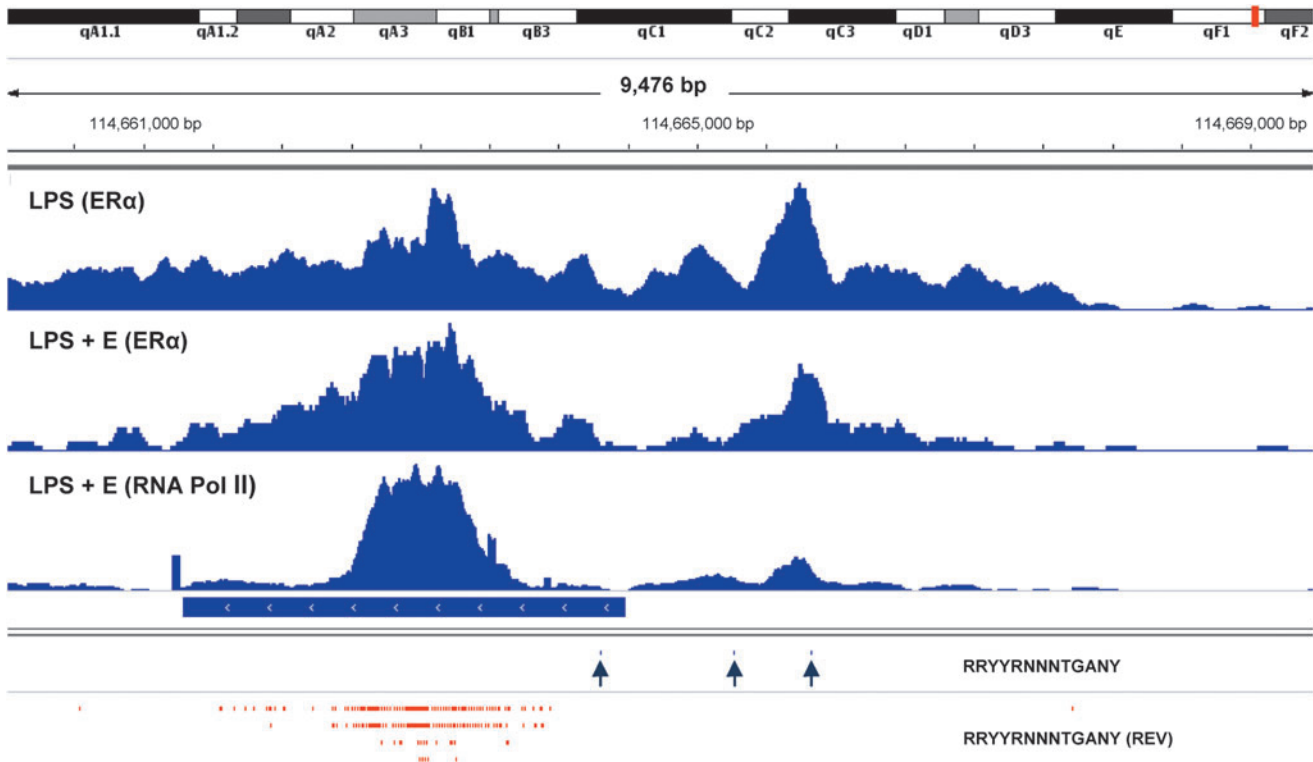 qA1.1 qA1.2 qA2 qA3 qB1 qB3 qC1 qC2 qC3 qD1 qD3 qE qF1 qF2
9,476 bp
114,661,000 bp 114,665,000 bp 114,669,000 bp
LPS (ERα)
LPS + E (ERα)
LPS + E (RNA Pol II)
RRYYRNNNTGANY
RRYYRNNNTGANY (REV)